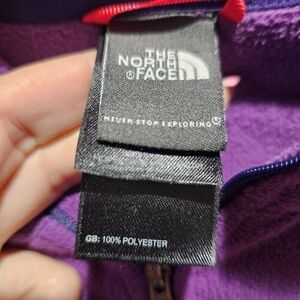 THE
NORTH
FACE®
NEVER STOP EXPLORING®
GB: 100% POLYESTER